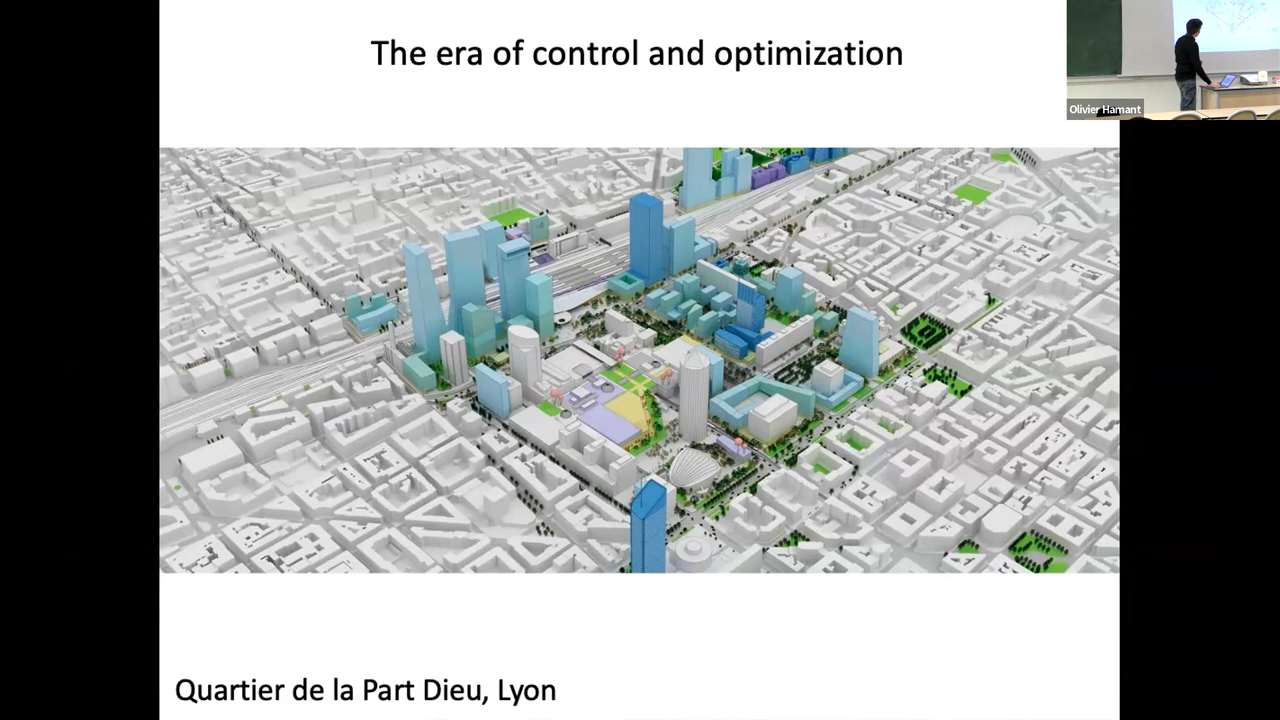 The era of control and optimization
Olivier Hamant
Quartier de la Part Dieu, Lyon